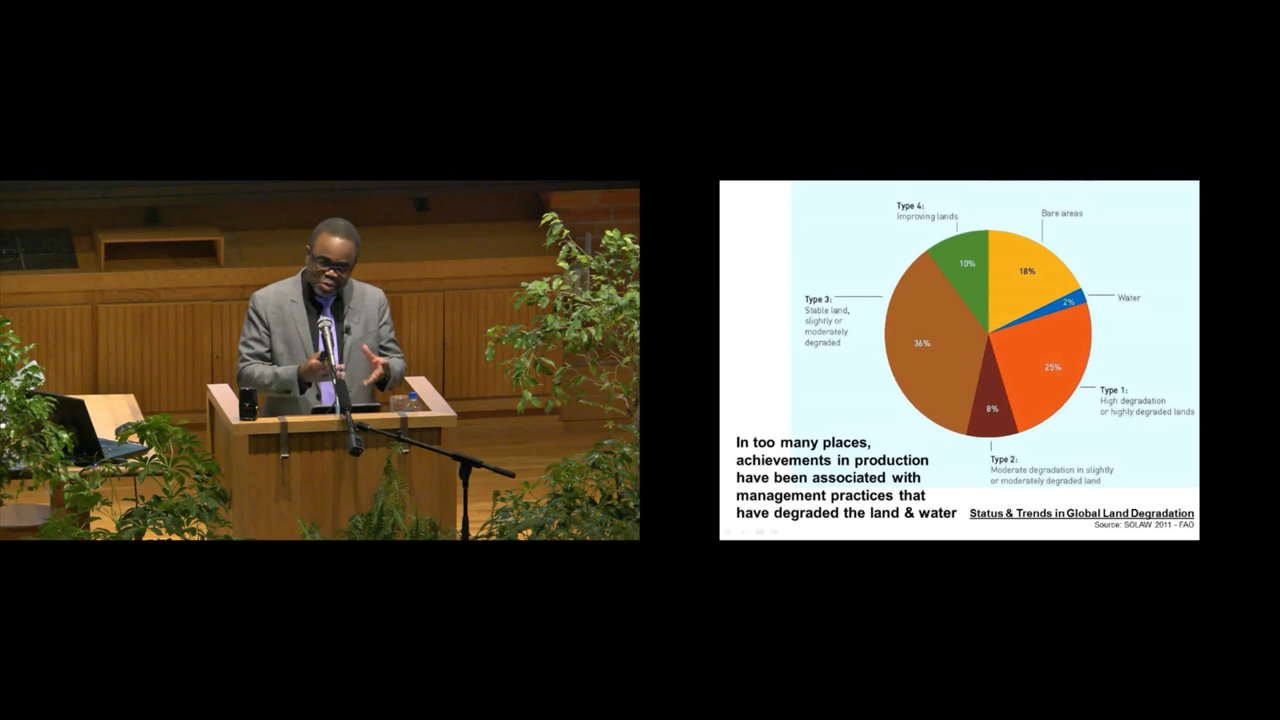 Type 4:
Improving lands
Bare areas
10%
18%
2%
Water
Type 3:
Stable land,
slightly or
moderately
degraded
36%
25%
8%
Type 1:
High degradation
or highly degraded lands
Type 2:
Moderate degradation in slightly
or moderately degraded land
In too many places,
achievements in production
have been associated with
management practices that
have degraded the land & water
Status & Trends in Global Land Degradation
Source: SOLAW 2011 - FAO